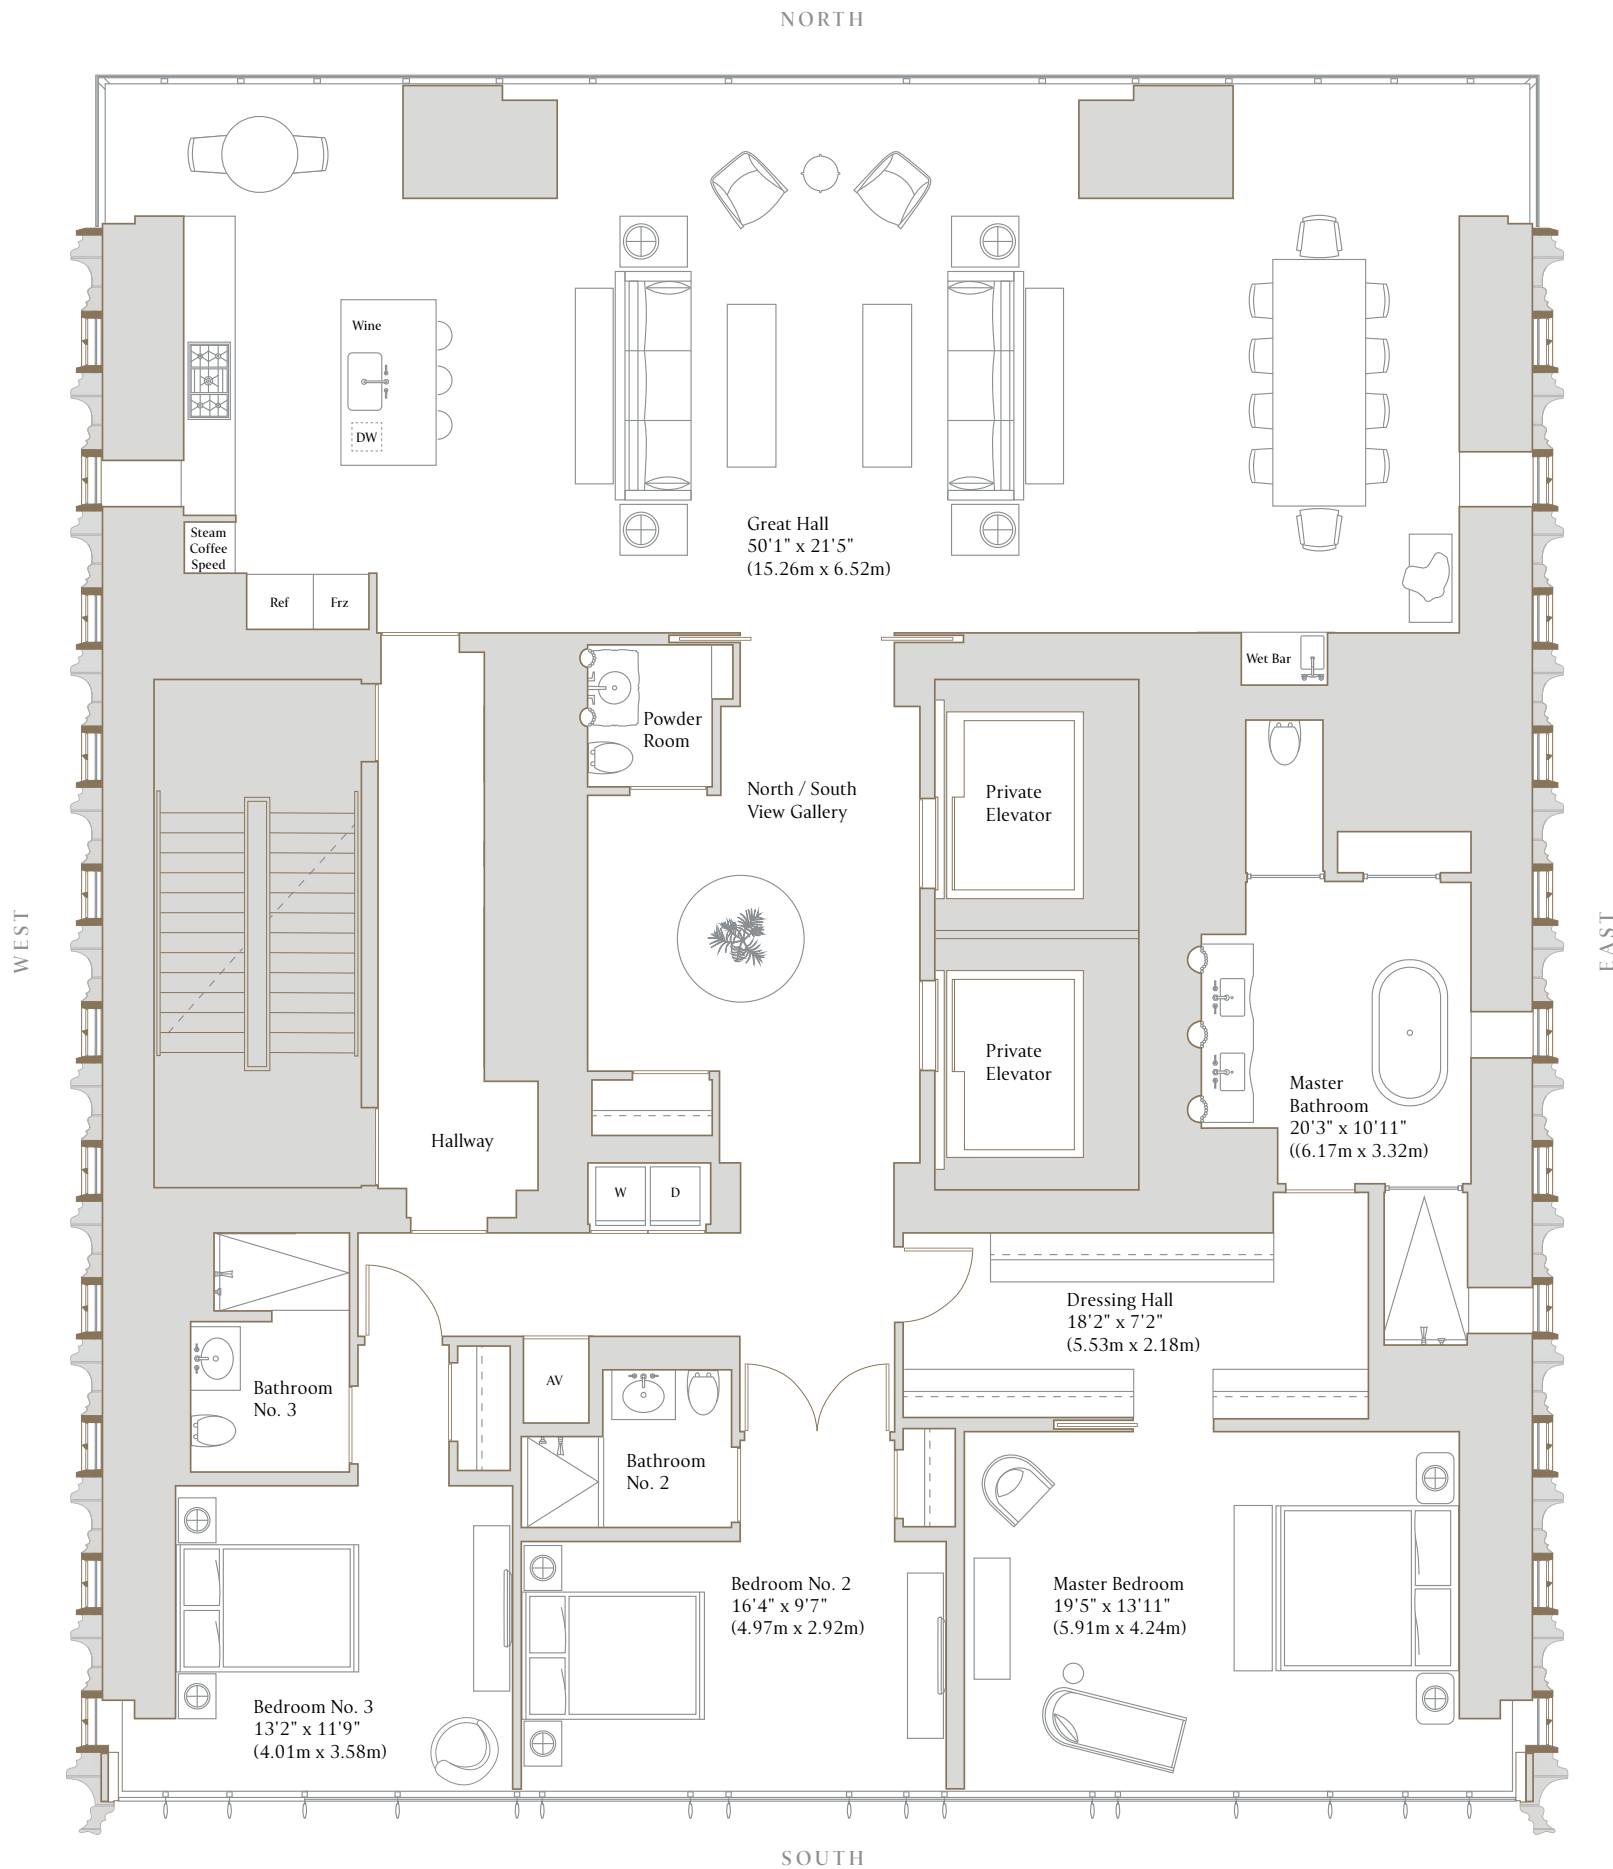 NORTH
Wine
DW
Steam
Coffee
Speed
Ref
Frz
Great Hall
50'1" x 21'5"
(15.26m x 6.52m)
Wet Bar
Powder
Room
North / South
View Gallery
Private
Elevator
WEST
EAST
Private
Elevator
Master
Bathroom
20'3" x 10'11"
((6.17m x 3.32m)
Hallway
W
D
Dressing Hall
18'2" x 7'2"
(5.53m x 2.18m)
Bathroom
No. 3
AV
Bathroom
No. 2
Bedroom No. 2
16'4" x 9'7"
(4.97m x 2.92m)
Master Bedroom
19'5" x 13'11"
(5.91m x 4.24m)
Bedroom No. 3
13'2" x 11'9"
(4.01m x 3.58m)
SOUTH